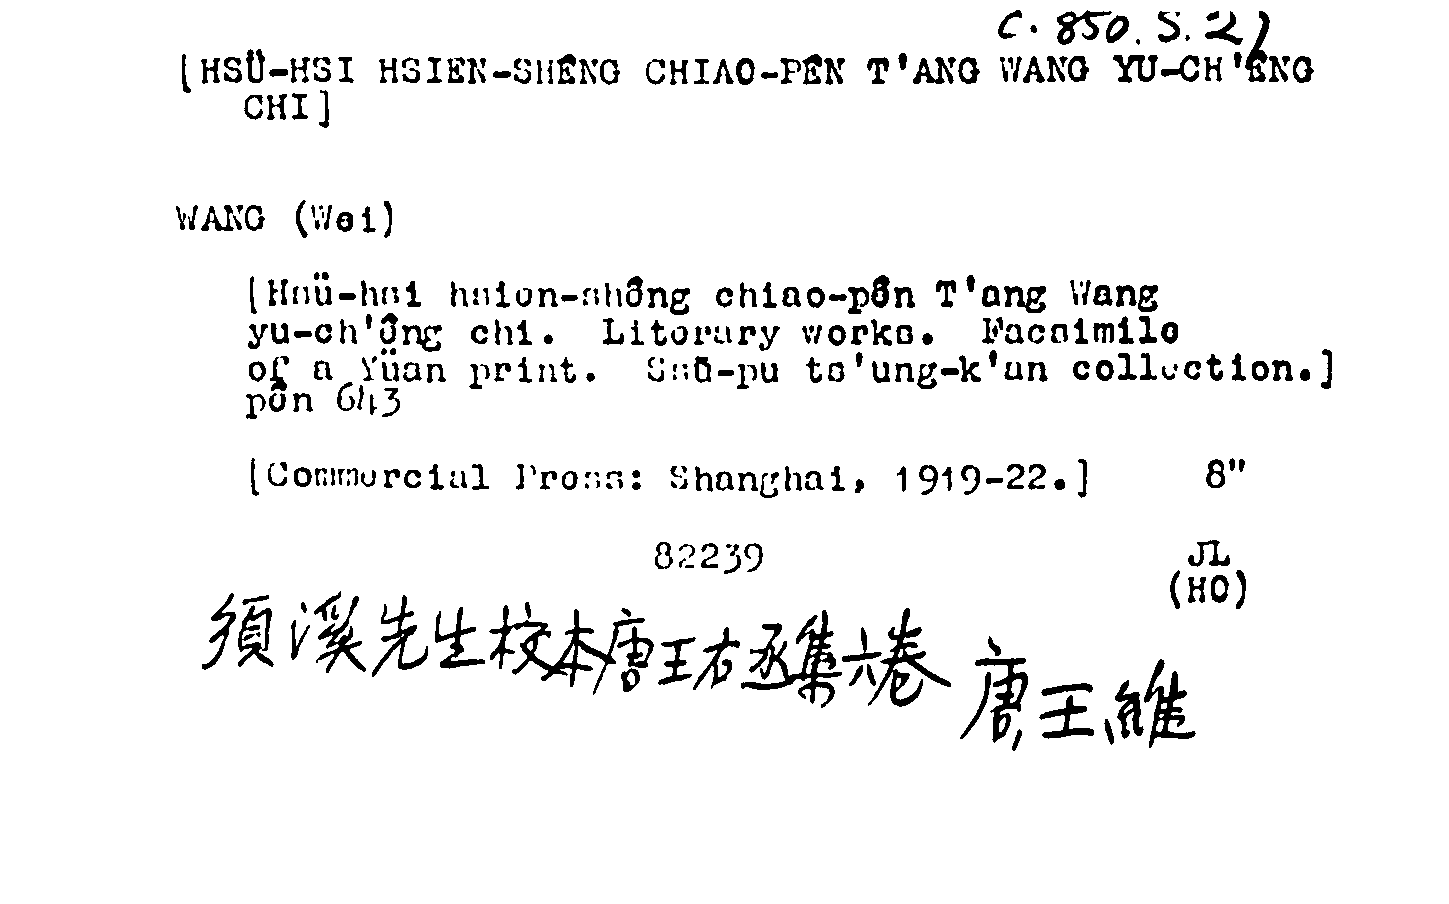 C. 850. S. 21
[HSÜ-HSI HSIEN-SHÊNG CHIAO-PÊN T'ANG WANG YU-CH'ÊNG
CHI]
WANG (Wei)
[Hsü-hsi hsien-shêng chiao-pên T'ang Wang
yu-ch'êng chi. Literary works. Facsimile
of a Yüan print. Ssŭ-pu ts'ung-k'an collection.]
pên 643
[Commercial Press: Shanghai, 1919-22.] 8"
82239 JL
(HO)
須溪先生校本唐王右丞集六卷 唐,王維